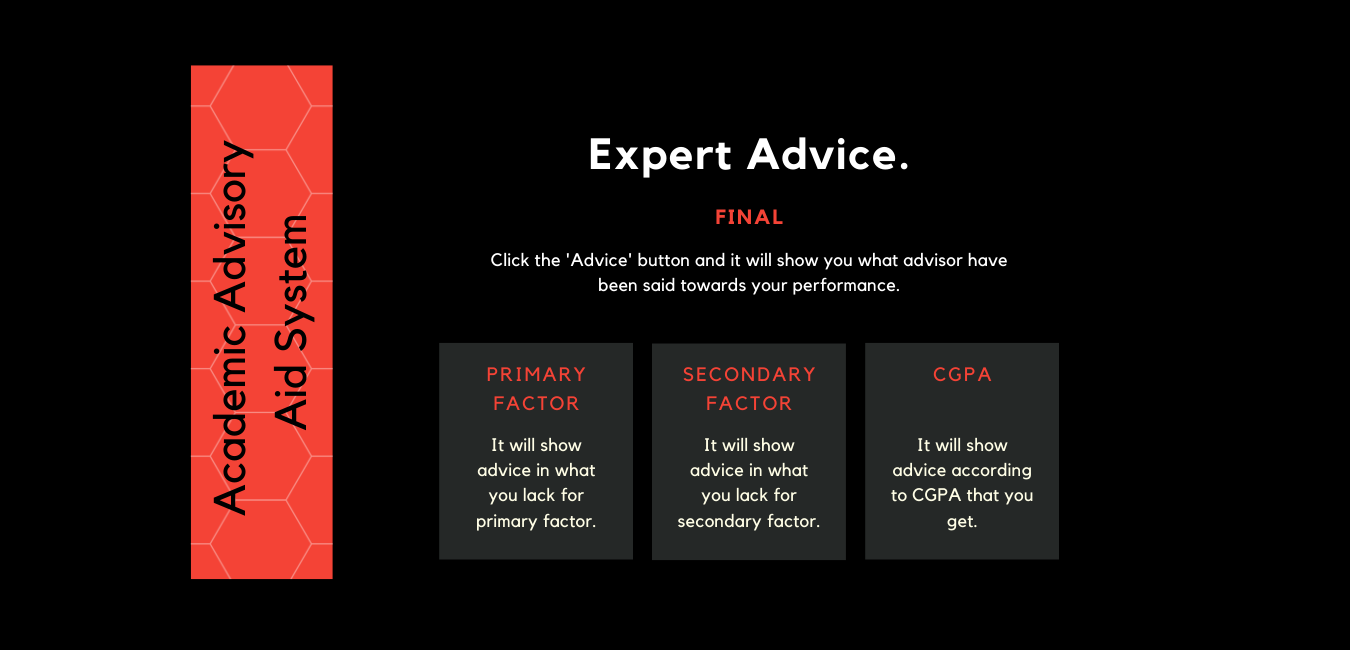 Academic Advisory
Aid System
Expert Advice.
FINAL
Click the 'Advice' button and it will show you what advisor have
been said towards your performance.
PRIMARY
FACTOR
It will show
advice in what
you lack for
primary factor.
SECONDARY
FACTOR
It will show
advice in what
you lack for
secondary factor.
CGPA
It will show
advice according
to CGPA that you
get.